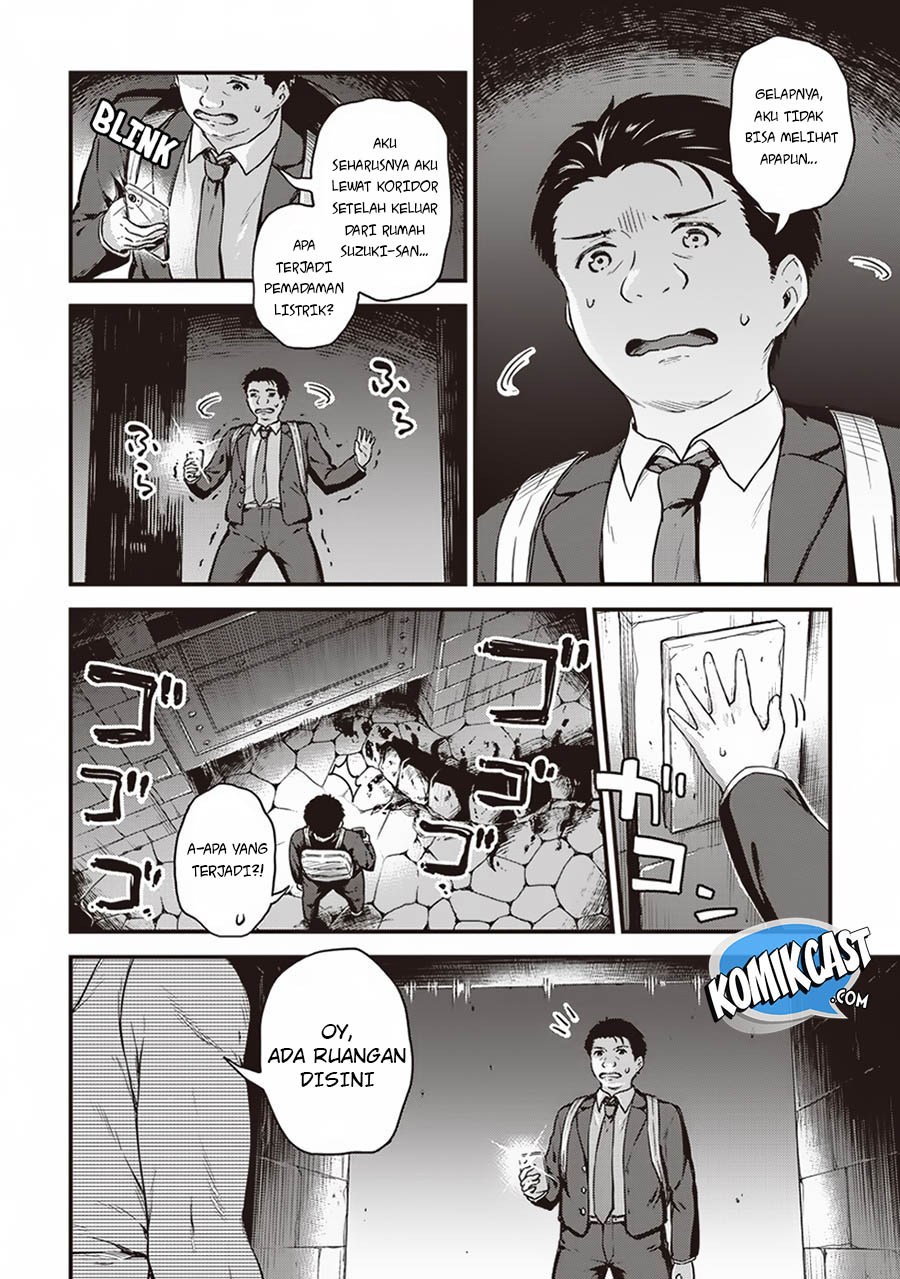 GELAPNYA,
AKU TIDAK
BISA MELIHAT
APAPUN...
BLINK
AKU
SEHARUSNYA AKU
LEWAT KORIDOR
SETELAH KELUAR
DARI RUMAH
SUZUKI-SAN...
APA
TERJADI
PEMADAMAN
LISTRIK?
ふら
ふら
ガコ
ゴゴゴ
ゴゴゴ
A-APA YANG
TERJADI?!
KOMIKCAST
.COM
OY,
ADA RUANGAN
DISINI